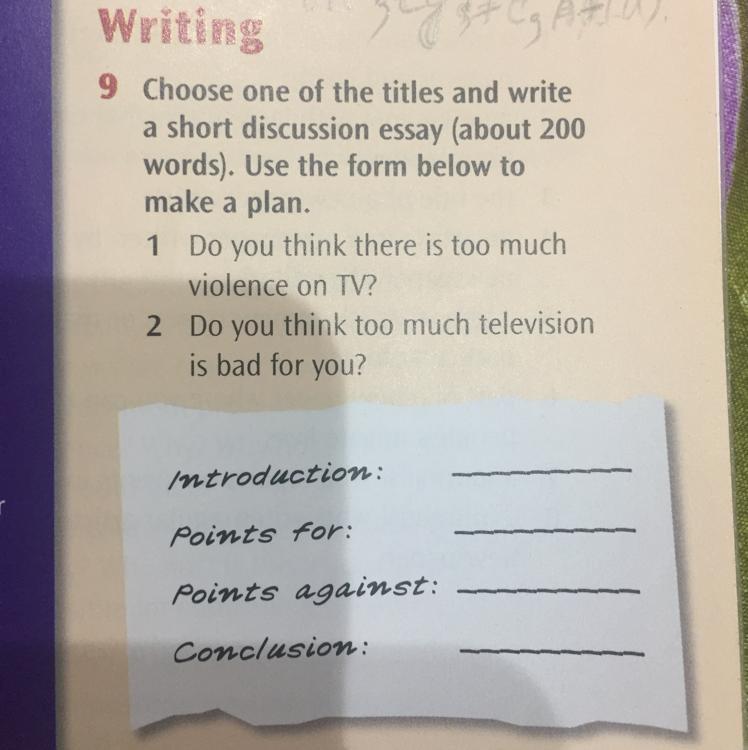 Writing
9 Choose one of the titles and write
a short discussion essay (about 200
words). Use the form below to
make a plan.
1 Do you think there is too much
violence on TV?
2 Do you think too much television
is bad for you?
Introduction:
Points for:
Points against:
Conclusion: